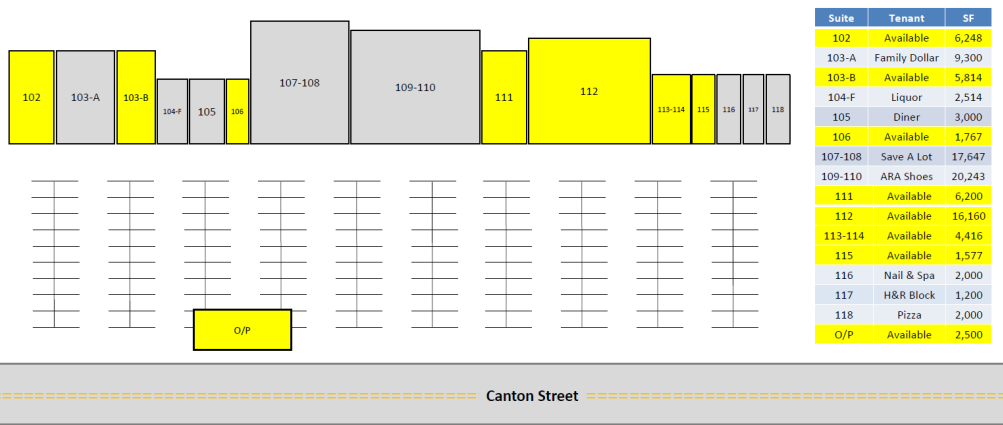 102
103-A
103-B
104-F
105
106
107-108
109-110
111
112
113-114
115
116
117
118
O/P
Canton Street
Suite Tenant SF
102 Available 6,248
103-A Family Dollar 9,300
103-B Available 5,814
104-F Liquor 2,514
105 Diner 3,000
106 Available 1,767
107-108 Save A Lot 17,647
109-110 ARA Shoes 20,243
111 Available 6,200
112 Available 16,160
113-114 Available 4,416
115 Available 1,577
116 Nail & Spa 2,000
117 H&R Block 1,200
118 Pizza 2,000
O/P Available 2,500